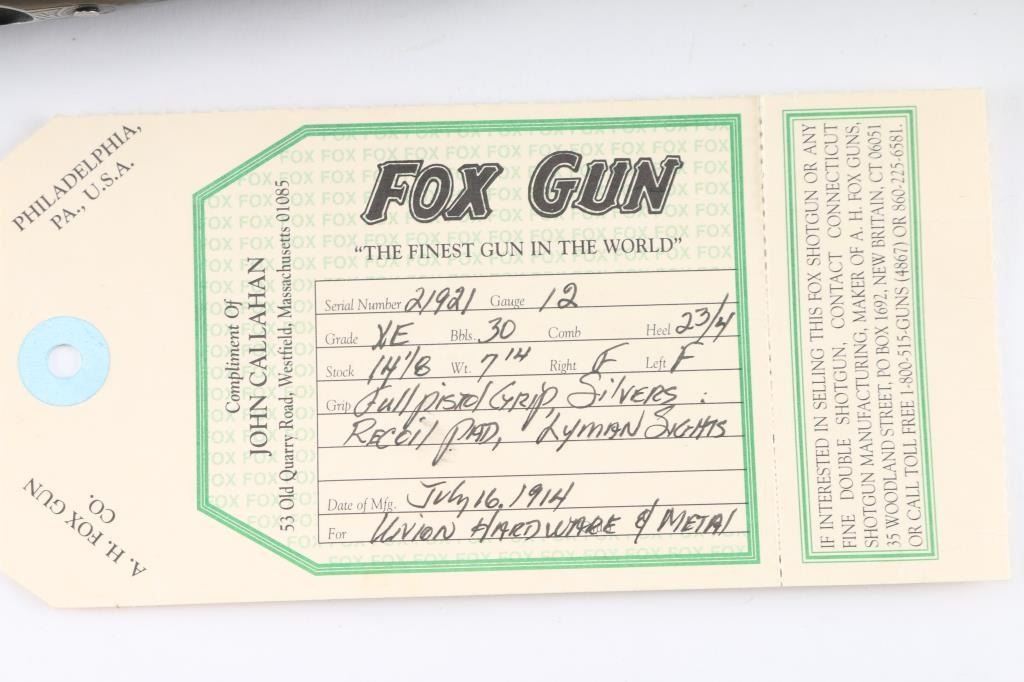 PHILADELPHIA,
PA., U.S.A.
A. H. FOX GUN
CO.
Compliment Of
JOHN CALLAHAN
53 Old Quarry Road, Westfield, Massachusetts 01085
FOX GUN
"THE FINEST GUN IN THE WORLD"
Serial Number 21921 Gauge 12
Grade XE Bbls. 30 Comb Heel 2 3/4
Stock 14 1/8 Wt. 7 14 Right F Left F
Grip Full pistol Grip, Silvers
Recoil Pad, Lyman Sights
Date of Mfg. July 16, 1914
For Hardware & Metal
IF INTERESTED IN SELLING THIS FOX SHOTGUN OR ANY
FINE DOUBLE SHOTGUN, CONTACT CONNECTICUT
SHOTGUN MANUFACTURING, MAKER OF A. H. FOX GUNS,
35 WOODLAND STREET, PO BOX 1692, NEW BRITAIN, CT 06051
OR CALL TOLL FREE 1-800-515-GUNS (4867) OR 860-225-6581.